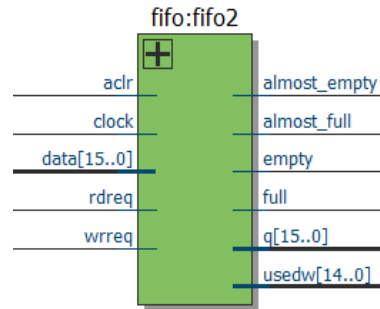 fifo:fifo2
aclr
clock
data[15..0]
rdreq
wrreq
almost_empty
almost_full
empty
full
q[15..0]
usedw[14..0]